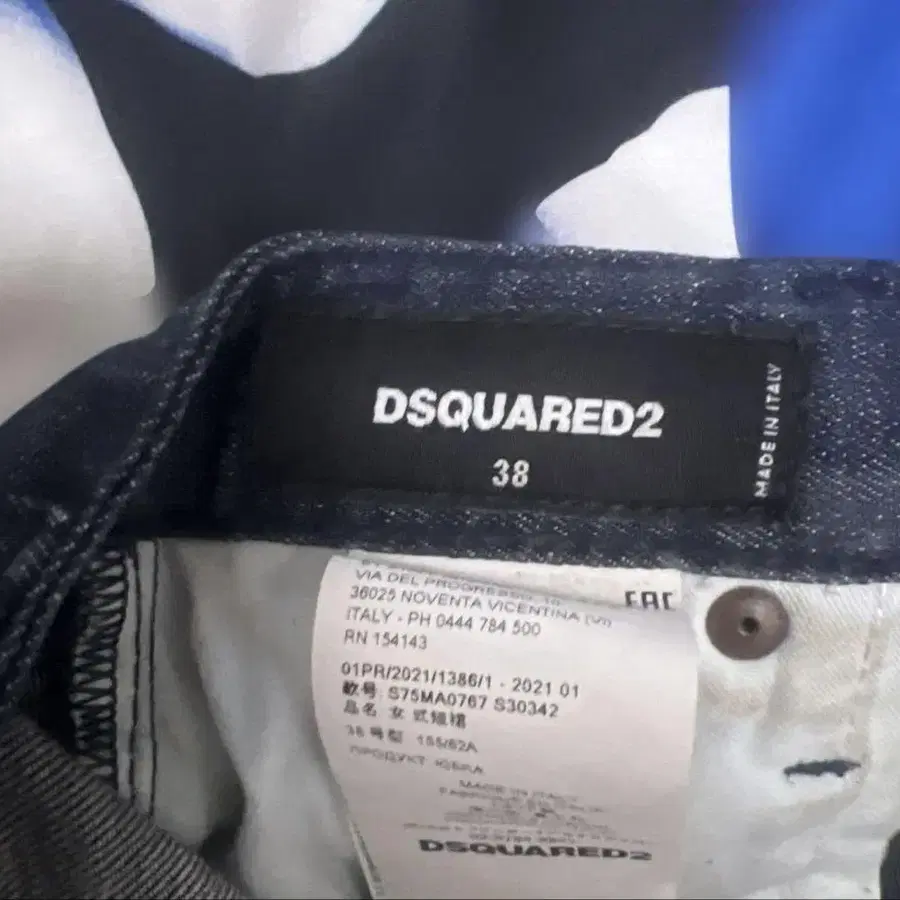 DSQUARED2
38
MADE IN ITALY
VIA DEL PROGRESSO, 10
36025 NOVENTA VICENTINA (VI)
ITALY - PH 0444 784 500
RN 154143
EAC
01PR/2021/1386/1 - 2021 01
款号 S75MA0767 S30342
品名 女式短裙
38 号型 155/62A
ПРОДУКТ ЮБКА
MADE IN ITALY
DSQUARED2